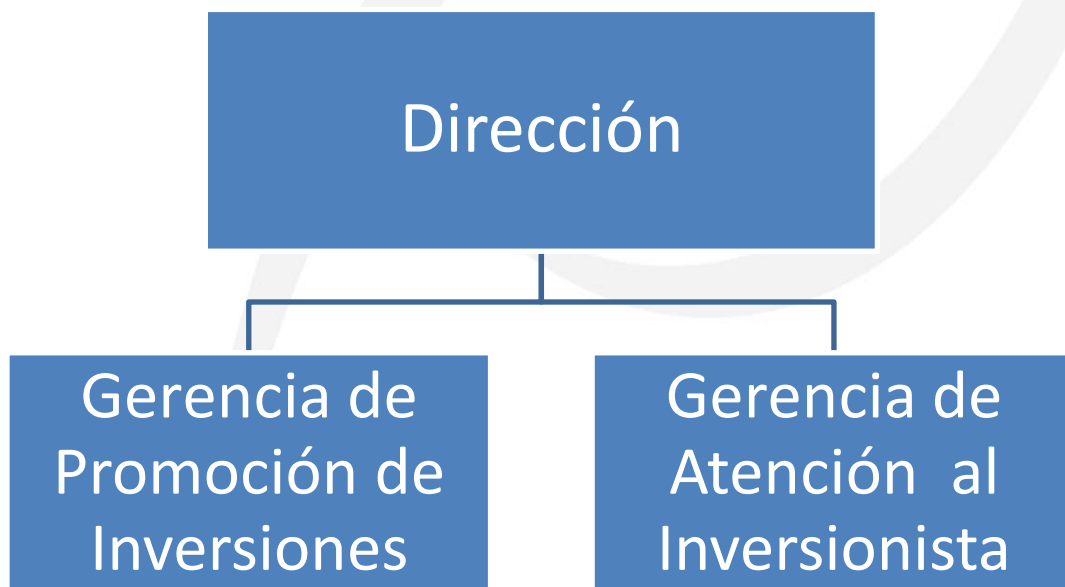 Dirección
Gerencia de
Promoción de
Inversiones
Gerencia de
Atención  al
Inversionista